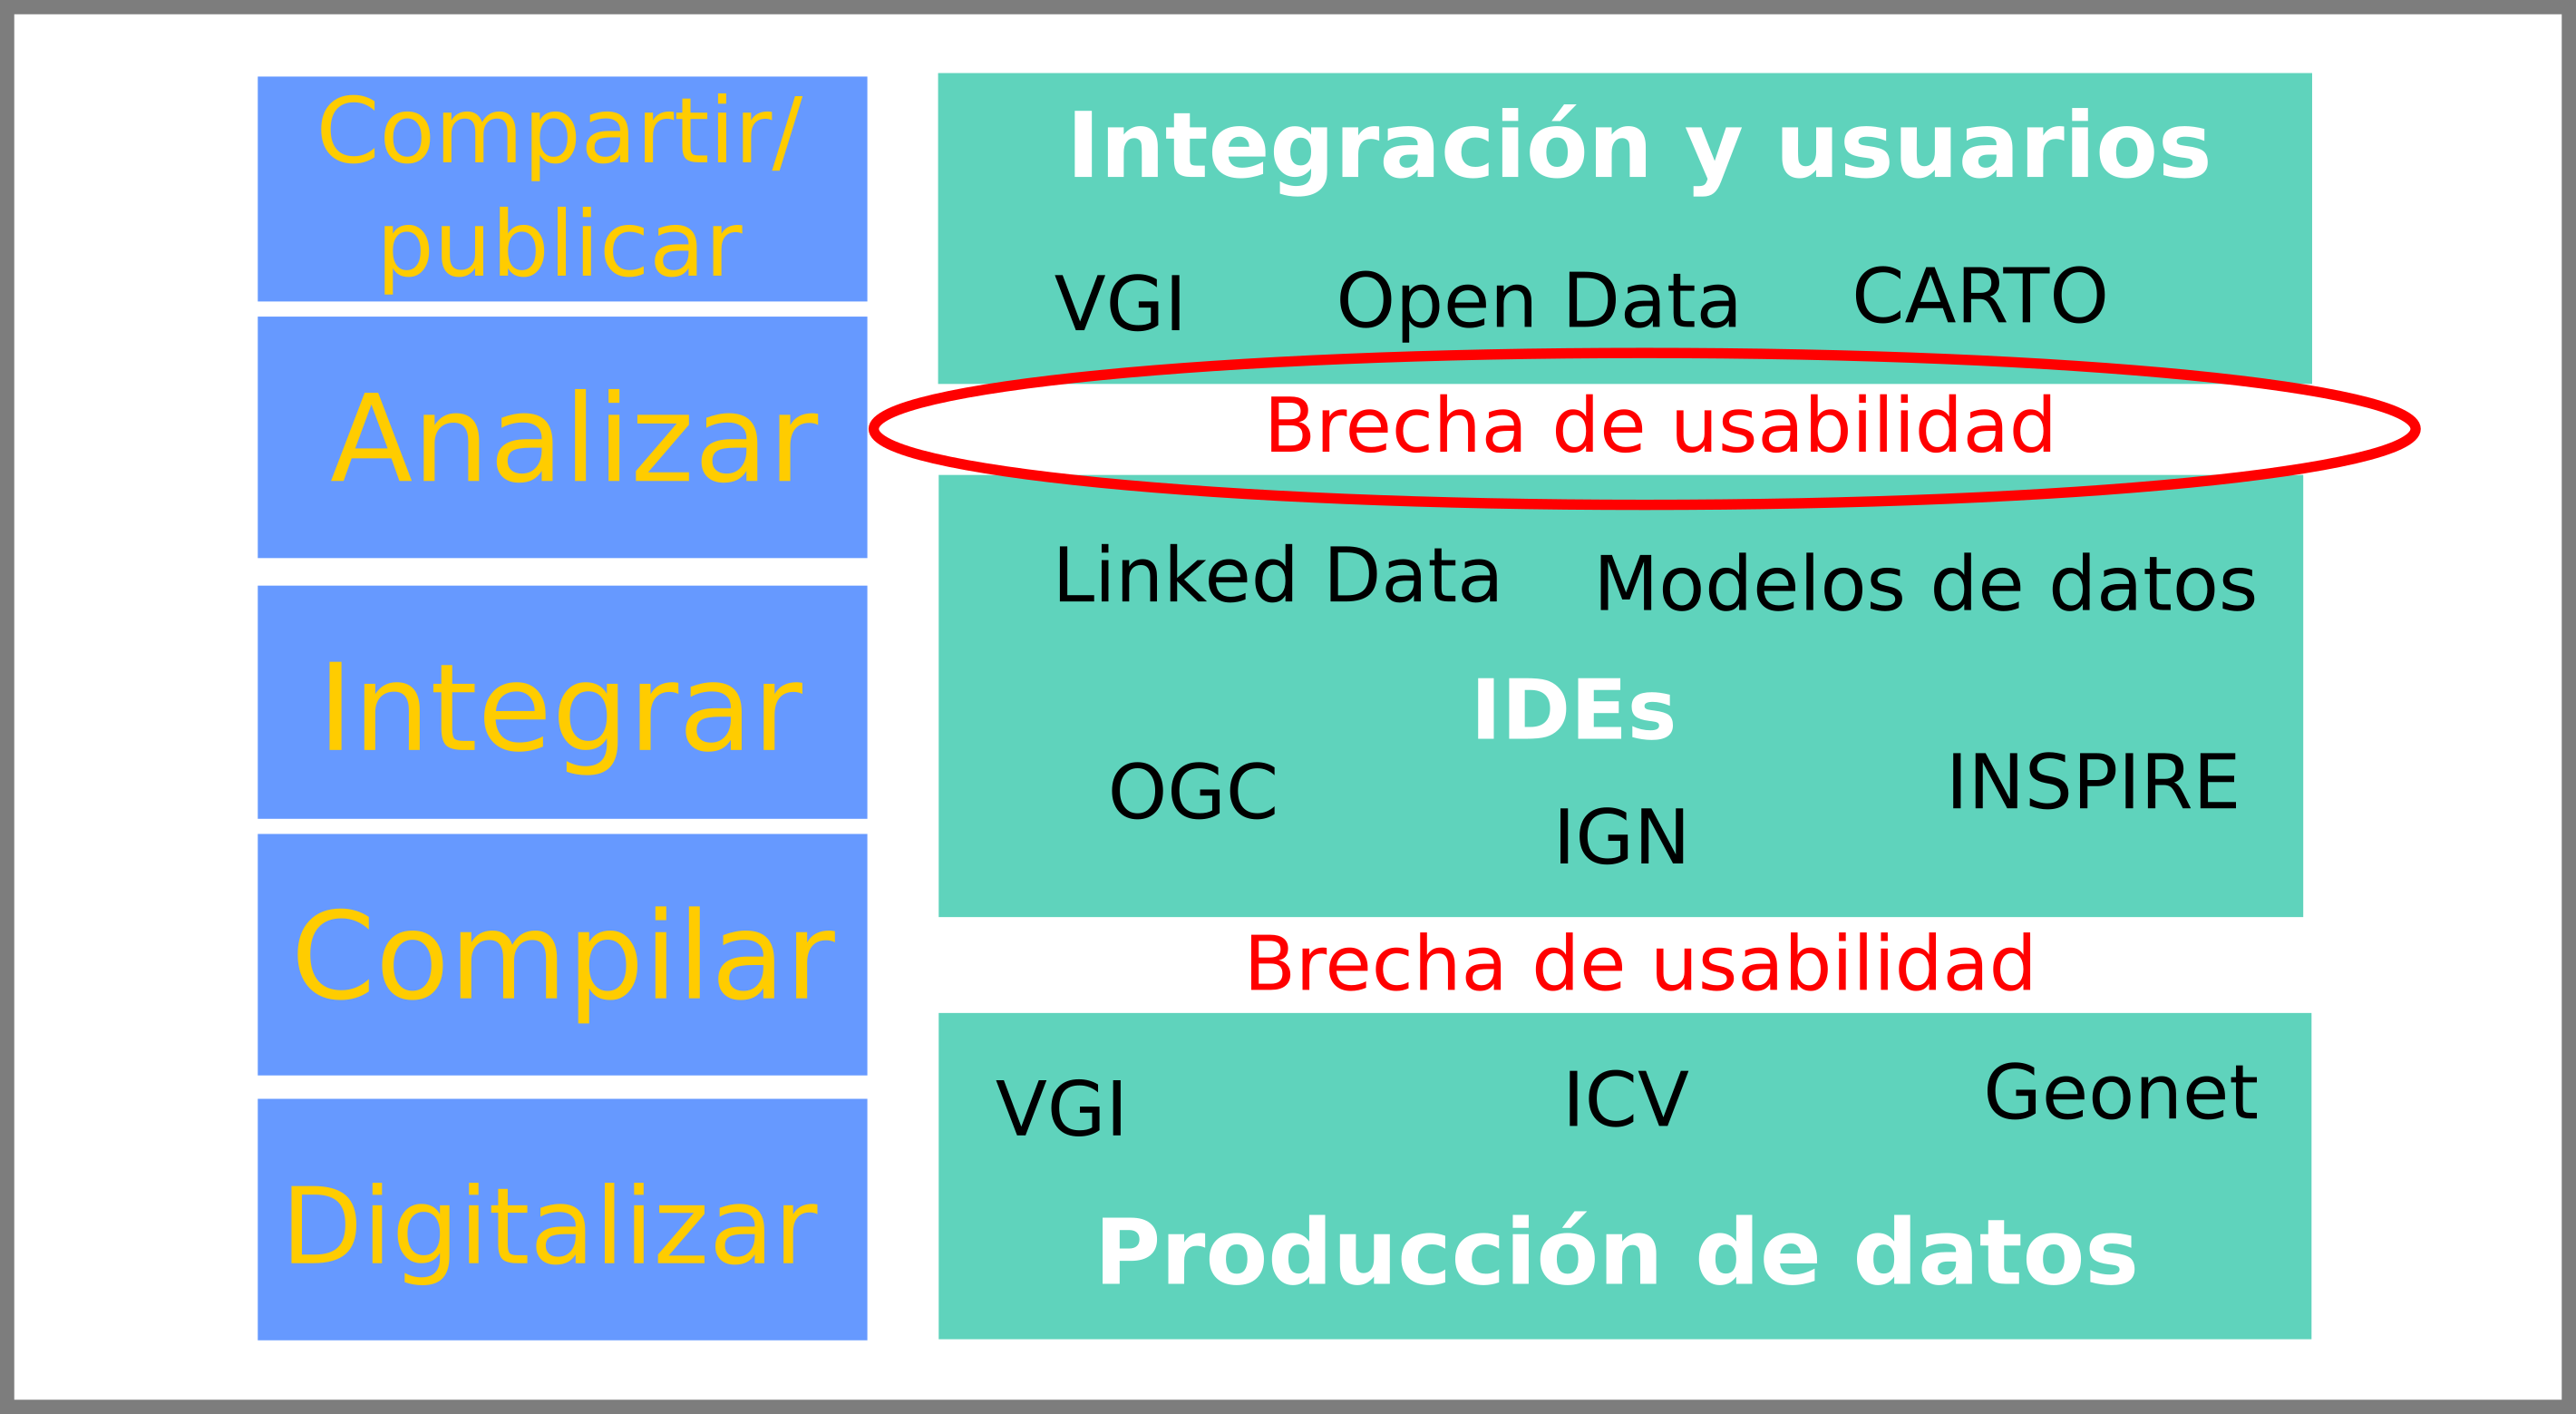 Compartir/
publicar
Analizar
Integrar
Compilar
Digitalizar
Integración y usuarios
VGI Open Data CARTO
Brecha de usabilidad
Linked Data Modelos de datos
IDEs
OGC IGN INSPIRE
Brecha de usabilidad
VGI ICV Geonet
Producción de datos